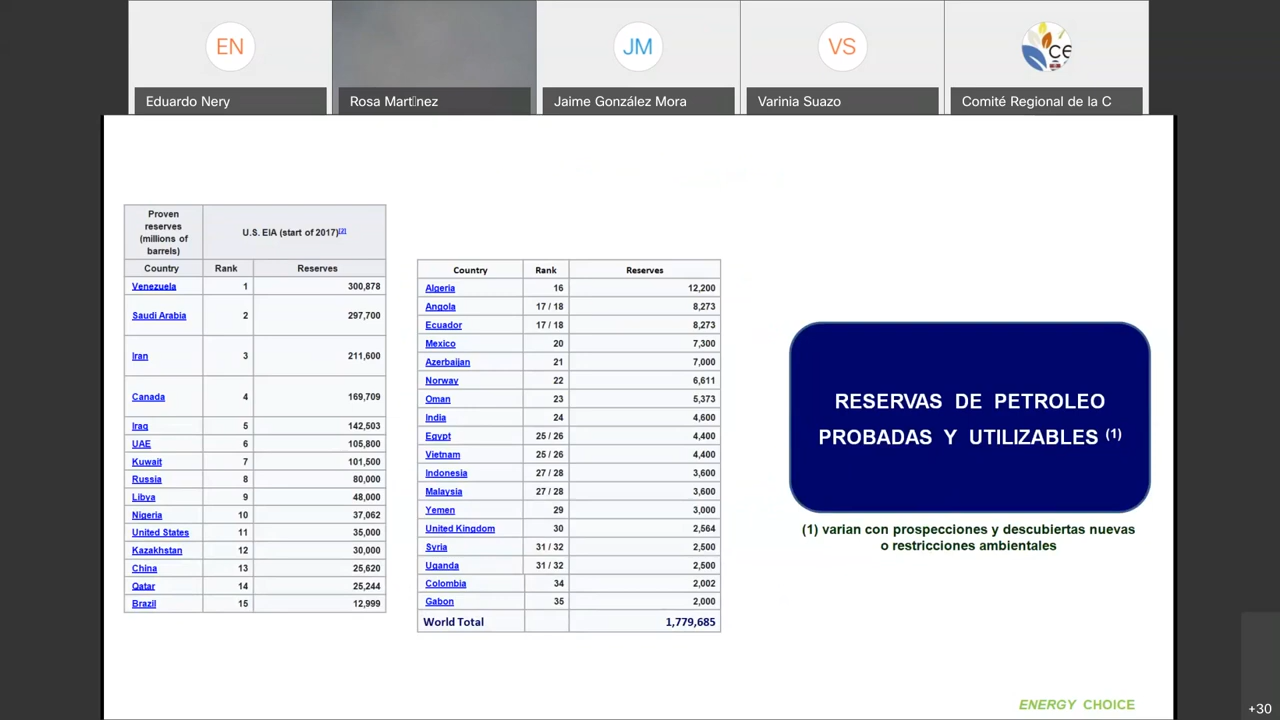 EN
JM
VS
CE
Eduardo Nery
Rosa Mart▯nez
Jaime González Mora
Varinia Suazo
Comité Regional de la C
Proven
reserves
(millions of
barrels)
U.S. EIA (start of 2017)[2]
Country Rank Reserves
Venezuela 1 300,878
Saudi Arabia 2 297,700
Iran 3 211,600
Canada 4 169,709
Iraq 5 142,503
UAE 6 105,800
Kuwait 7 101,500
Russia 8 80,000
Libya 9 48,000
Nigeria 10 37,062
United States 11 35,000
Kazakhstan 12 30,000
China 13 25,620
Qatar 14 25,244
Brazil 15 12,999
Country Rank Reserves
Algeria 16 12,200
Angola 17 / 18 8,273
Ecuador 17 / 18 8,273
Mexico 20 7,300
Azerbaijan 21 7,000
Norway 22 6,611
Oman 23 5,373
India 24 4,600
Egypt 25 / 26 4,400
Vietnam 25 / 26 4,400
Indonesia 27 / 28 3,600
Malaysia 27 / 28 3,600
Yemen 29 3,000
United Kingdom 30 2,564
Syria 31 / 32 2,500
Uganda 31 / 32 2,500
Colombia 34 2,002
Gabon 35 2,000
World Total 1,779,685
RESERVAS DE PETROLEO
PROBADAS Y UTILIZABLES (1)
(1) varian con prospecciones y descubiertas nuevas
o restricciones ambientales
ENERGY CHOICE
+30